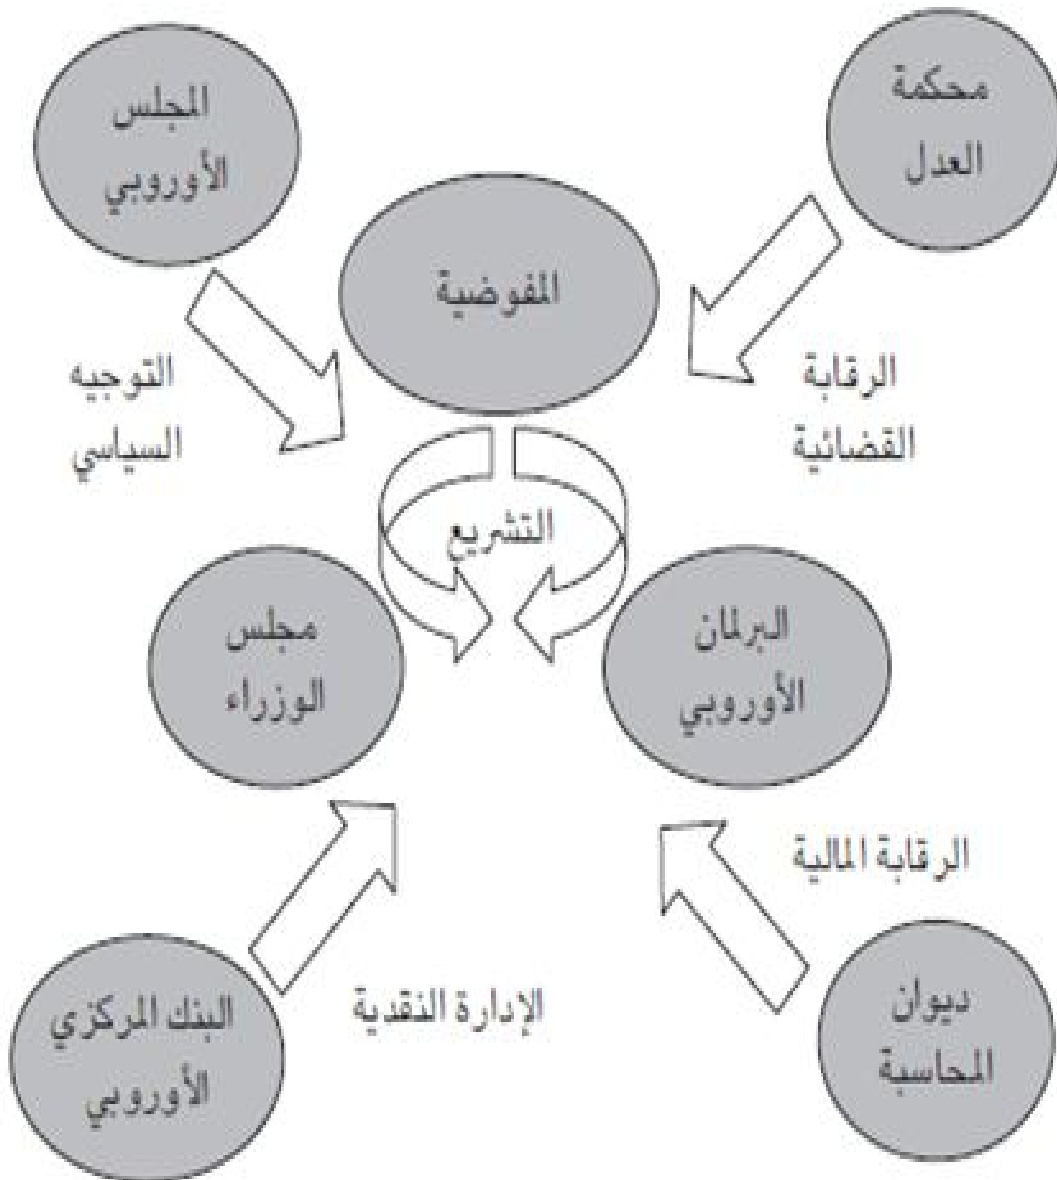 محكمة
العدل
المجلس
الأوروبي
المفوضية
الرقابة
القضائية
التوجيه
السياسي
التشريع
البرلمان
الأوروبي
مجلس
الوزراء
الرقابة المالية
ديوان
المحاسبة
الإدارة النقدية
البنك المركزي
الأوروبي